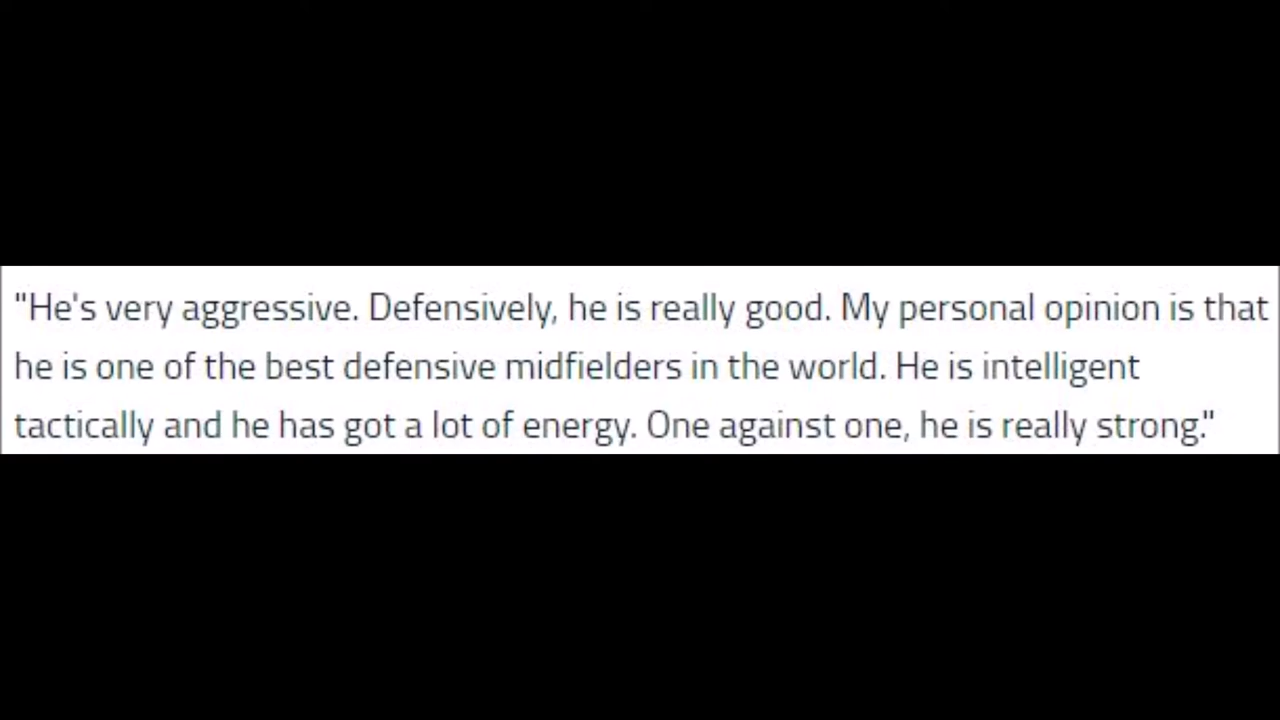 "He's very aggressive. Defensively, he is really good. My personal opinion is that
he is one of the best defensive midfielders in the world. He is intelligent
tactically and he has got a lot of energy. One against one, he is really strong."